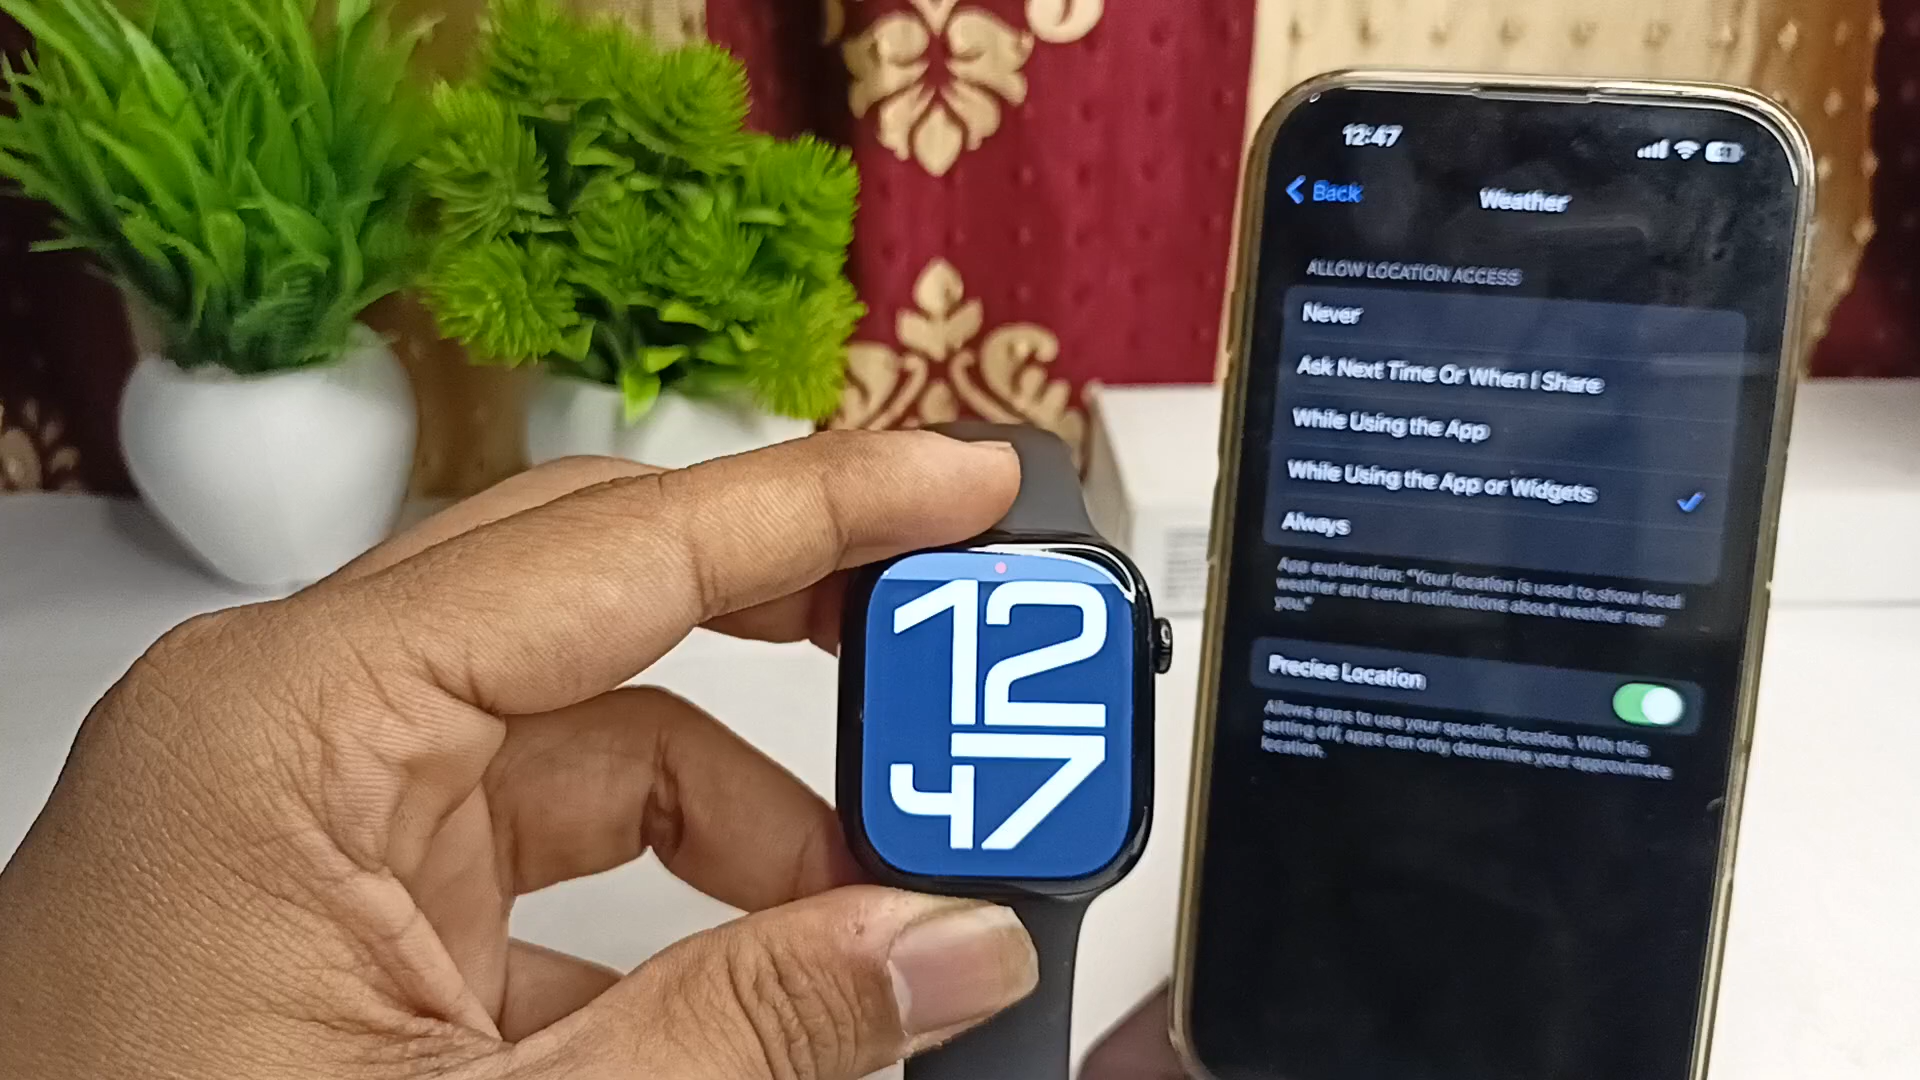 12
47
12:47
Back
Weather
ALLOW LOCATION ACCESS
Never
Ask Next Time Or When I Share
While Using the App
While Using the App or Widgets
Always
App explanation: "Your location is used to show local
weather and send notifications about weather near
you."
Precise Location
Allows apps to use your specific location. With this
setting off, apps can only determine your approximate
location.